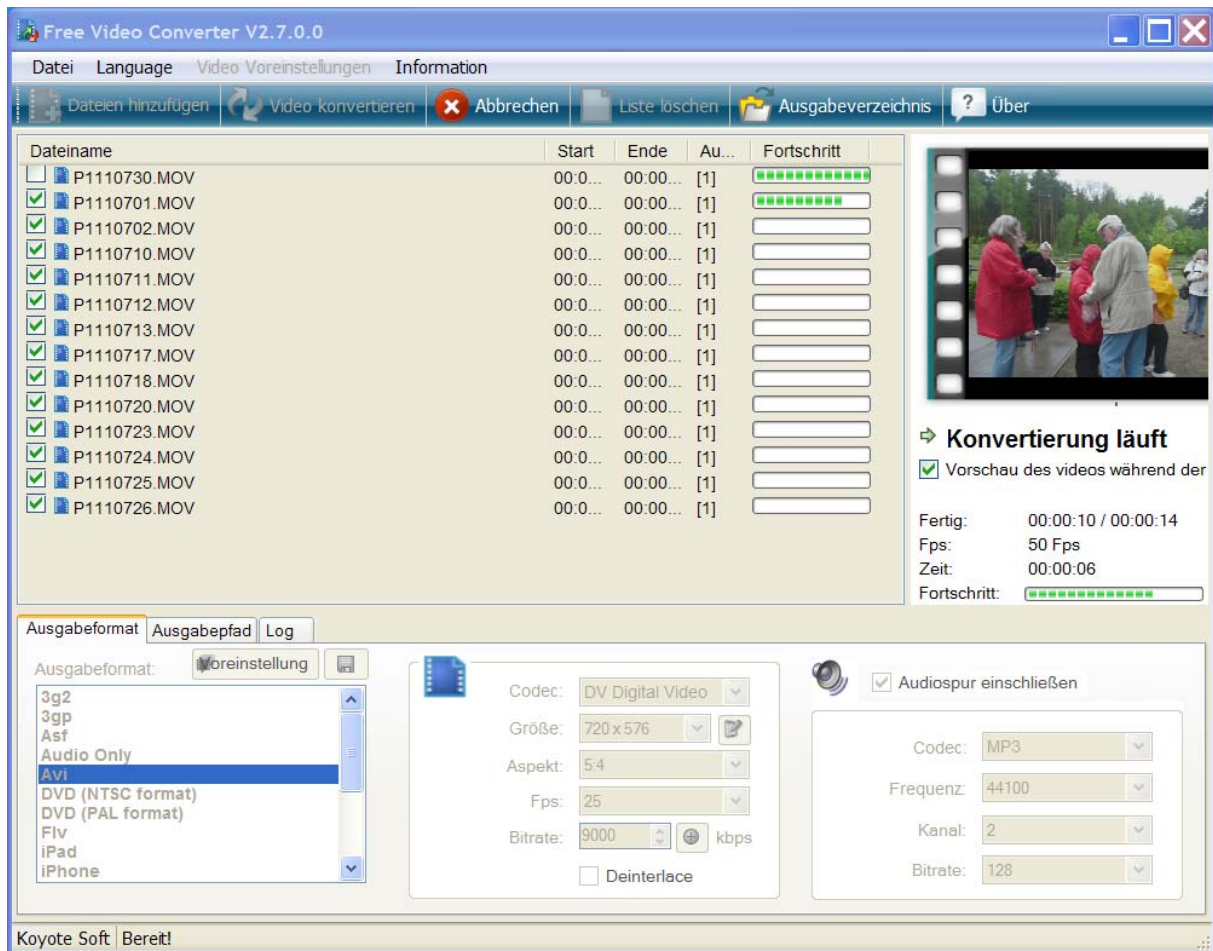 Free Video Converter V2.7.0.0
Datei Language Video Voreinstellungen Information
Dateien hinzufügen Video konvertieren Abbrechen Liste löschen Ausgabeverzeichnis ? Über
Dateiname Start Ende Au... Fortschritt
P1110730.MOV 00:0... 00:00... [1]
P1110701.MOV 00:0... 00:00... [1]
P1110702.MOV 00:0... 00:00... [1]
P1110710.MOV 00:0... 00:00... [1]
P1110711.MOV 00:0... 00:00... [1]
P1110712.MOV 00:0... 00:00... [1]
P1110713.MOV 00:0... 00:00... [1]
P1110717.MOV 00:0... 00:00... [1]
P1110718.MOV 00:0... 00:00... [1]
P1110720.MOV 00:0... 00:00... [1]
P1110723.MOV 00:0... 00:00... [1]
P1110724.MOV 00:0... 00:00... [1]
P1110725.MOV 00:0... 00:00... [1]
P1110726.MOV 00:0... 00:00... [1]
Konvertierung läuft
Vorschau des videos während der
Fertig: 00:00:10 / 00:00:14
Fps: 50 Fps
Zeit: 00:00:06
Fortschritt:
Ausgabeformat Ausgabepfad Log
Ausgabeformat: Voreinstellung
3g2
3gp
Asf
Audio Only
Avi
DVD (NTSC format)
DVD (PAL format)
Flv
iPad
iPhone
Codec: DV Digital Video
Größe: 720 x 576
Aspekt: 5:4
Fps: 25
Bitrate: 9000 kbps
Deinterlace
Audiospur einschließen
Codec: MP3
Frequenz: 44100
Kanal: 2
Bitrate: 128
Koyote Soft Bereit!